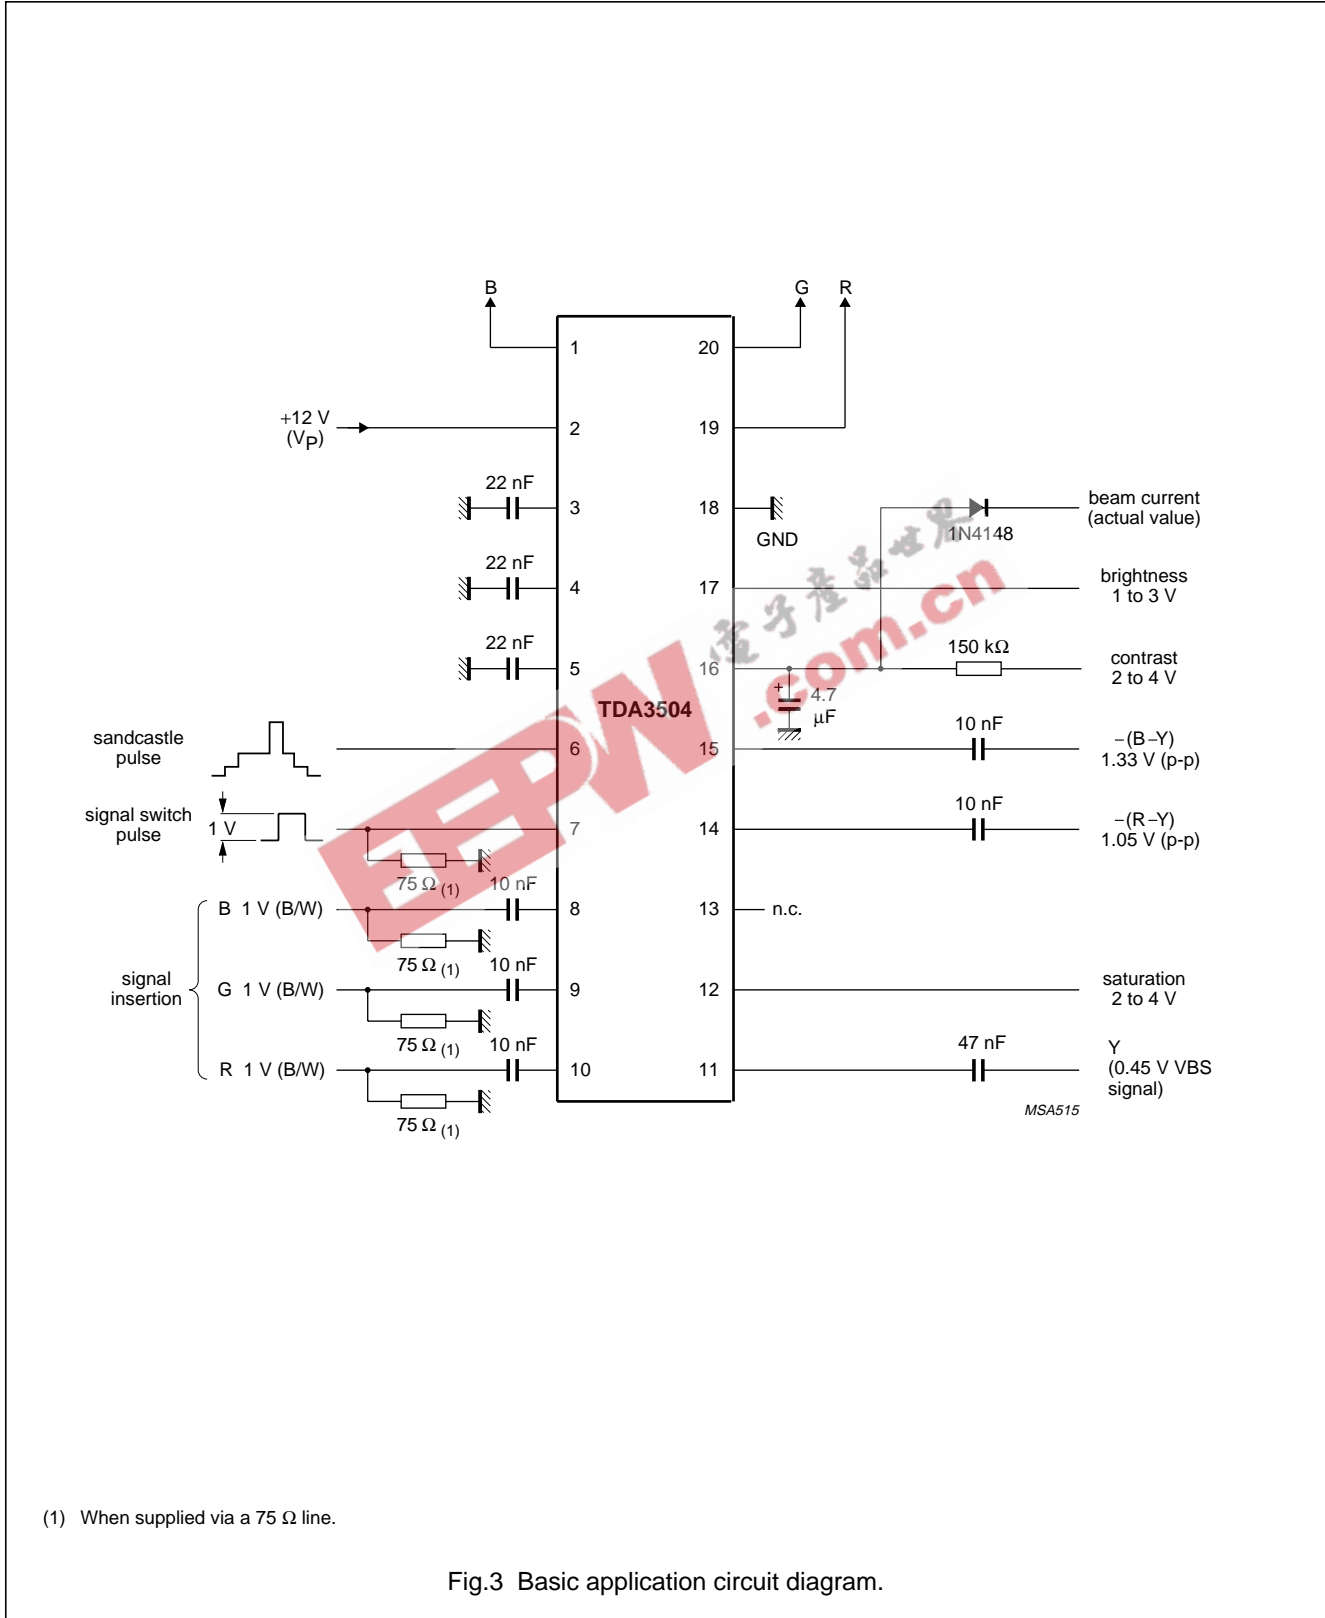 B
G R
1
20
+12 V
(VP)
2
19
22 nF
3
18
GND
1N4148
beam current
(actual value)
22 nF
4
17
brightness
1 to 3 V
22 nF
5
16
150 kΩ
contrast
2 to 4 V
+
4.7
µF
TDA3504
sandcastle
pulse
6
15
10 nF
−(B−Y)
1.33 V (p-p)
signal switch
pulse
1 V
7
14
10 nF
−(R−Y)
1.05 V (p-p)
75 Ω (1)
10 nF
B 1 V (B/W)
8
13
n.c.
75 Ω (1)
10 nF
signal
insertion
G 1 V (B/W)
9
12
saturation
2 to 4 V
75 Ω (1)
10 nF
R 1 V (B/W)
10
11
47 nF
Y
(0.45 V VBS
signal)
75 Ω (1)
MSA515
EEPW
.com.cn
電子產品世界
(1) When supplied via a 75 Ω line.
Fig.3 Basic application circuit diagram.